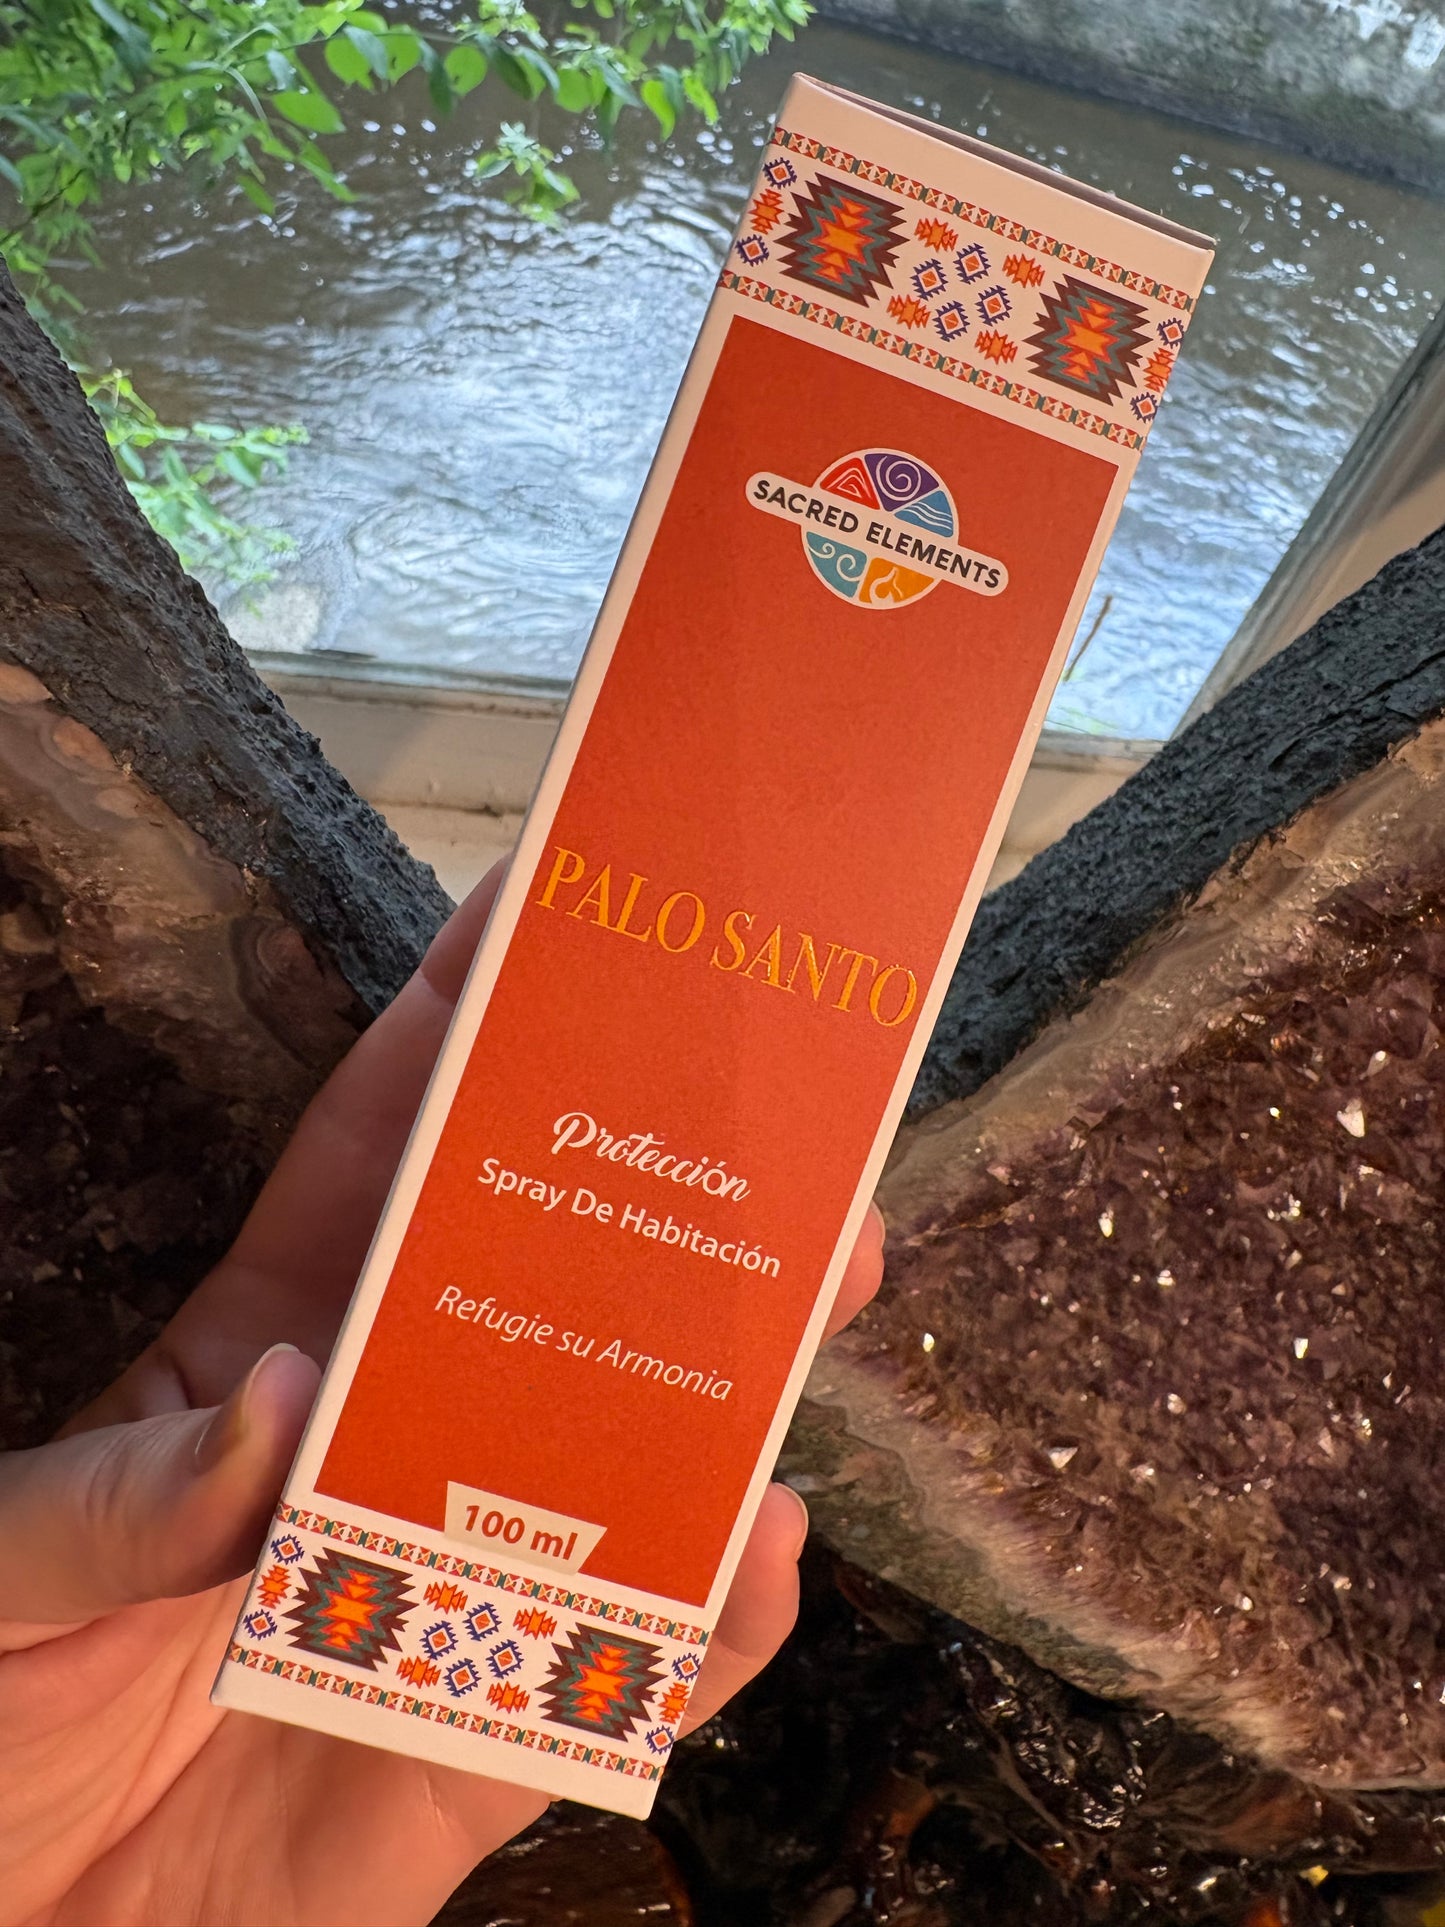 SACRED ELEMENTS
PALO SANTO
Protección
Spray De Habitación
Refugie su Armonia
100 ml